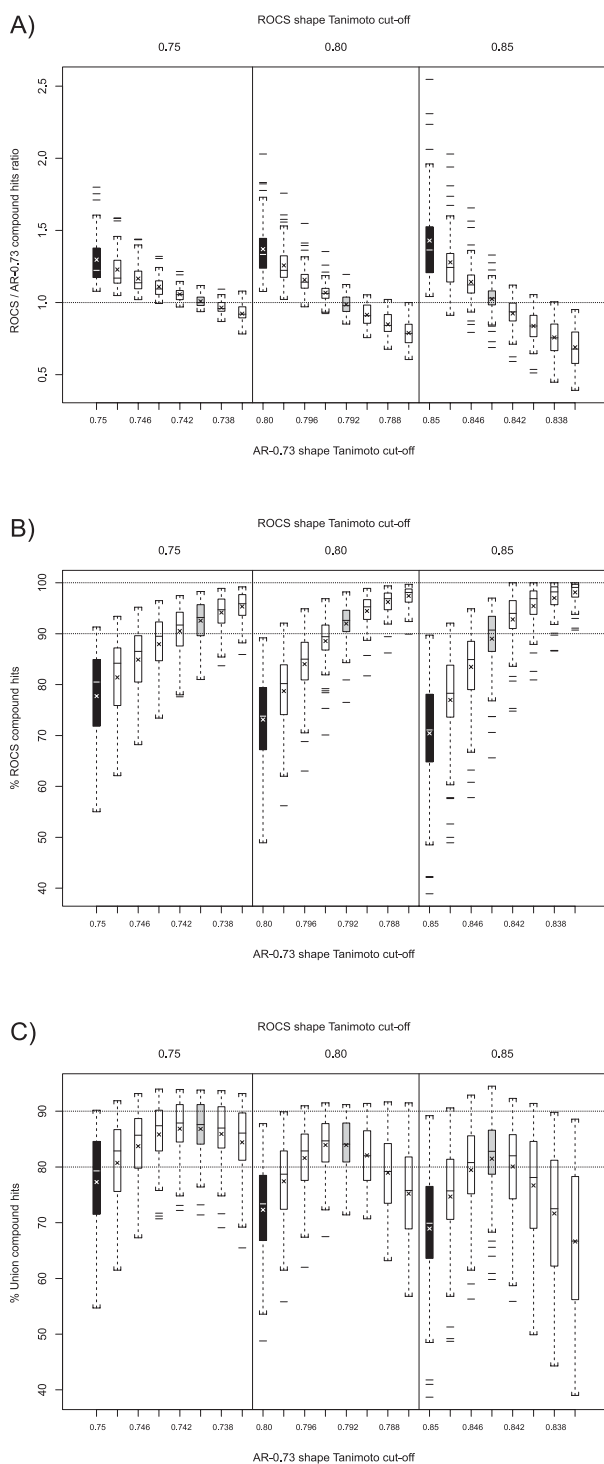 A)
ROCS shape Tanimoto cut-off
0.75 0.80 0.85
ROCS / AR-0.73 compound hits ratio
2.5
2.0
1.5
1.0
0.5
0.75 0.746 0.742 0.738 0.80 0.796 0.792 0.788 0.85 0.846 0.842 0.838
AR-0.73 shape Tanimoto cut-off
B)
ROCS shape Tanimoto cut-off
0.75 0.80 0.85
% ROCS compound hits
100
90
80
70
60
50
40
0.75 0.746 0.742 0.738 0.80 0.796 0.792 0.788 0.85 0.846 0.842 0.838
AR-0.73 shape Tanimoto cut-off
C)
ROCS shape Tanimoto cut-off
0.75 0.80 0.85
% Union compound hits
90
80
70
60
50
40
0.75 0.746 0.742 0.738 0.80 0.796 0.792 0.788 0.85 0.846 0.842 0.838
AR-0.73 shape Tanimoto cut-off